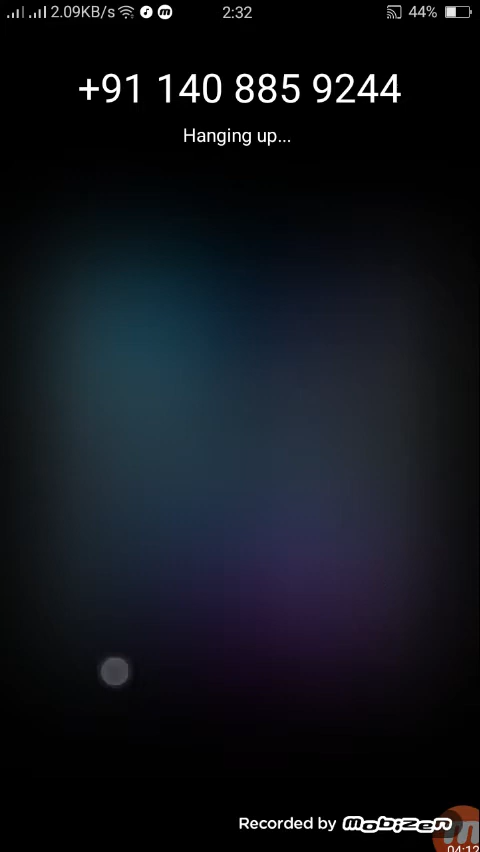 2.09KB/s 2:32 44%
+91 140 885 9244
Hanging up...
Recorded by Mobizen
04:12